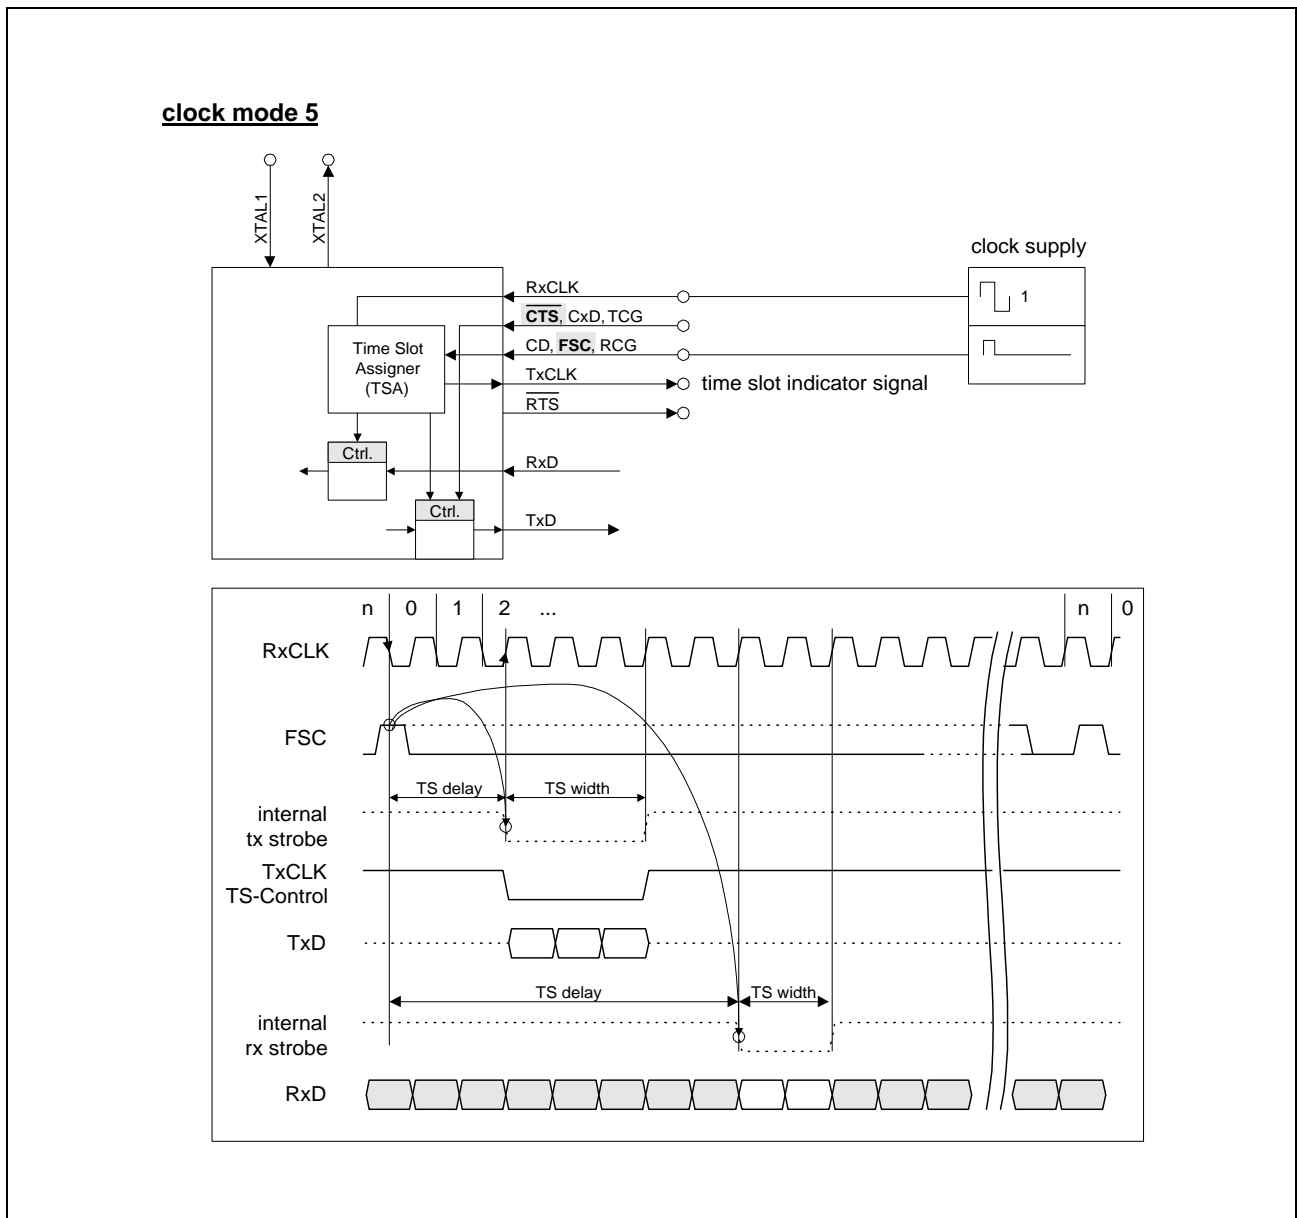 clock mode 5
XTAL1
XTAL2
clock supply
RxCLK
1
CTS, CxD, TCG
CD, FSC, RCG
Time Slot
Assigner
(TSA)
TxCLK
time slot indicator signal
RTS
Ctrl.
RxD
Ctrl.
TxD
n 0 1 2 ... n 0
RxCLK
FSC
TS delay TS width
internal
tx strobe
TxCLK
TS-Control
TxD
TS delay TS width
internal
rx strobe
RxD